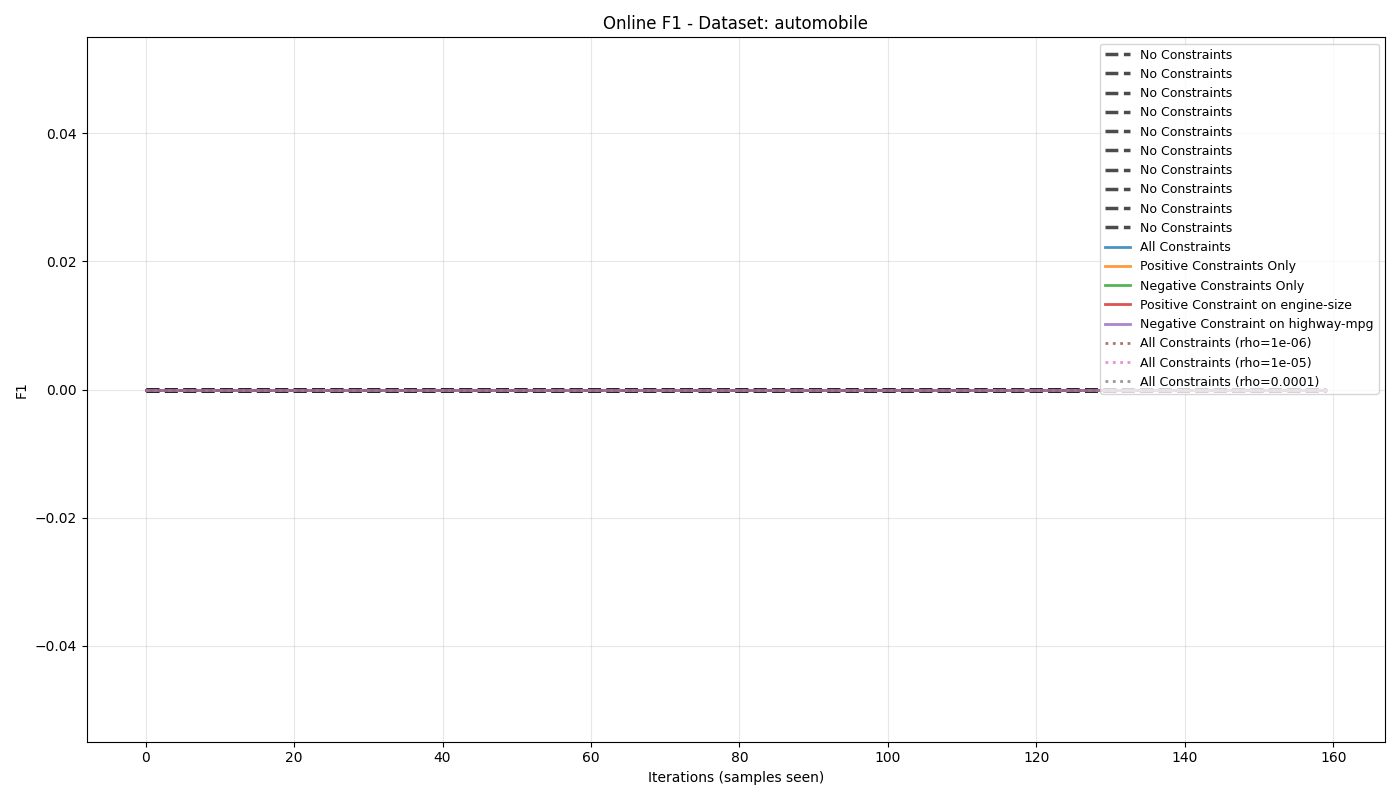 Online F1 - Dataset: automobile
No Constraints
No Constraints
No Constraints
No Constraints
No Constraints
No Constraints
No Constraints
No Constraints
No Constraints
No Constraints
All Constraints
Positive Constraints Only
Negative Constraints Only
Positive Constraint on engine-size
Negative Constraint on highway-mpg
All Constraints (rho=1e-06)
All Constraints (rho=1e-05)
All Constraints (rho=0.0001)
0.04
0.02
0.00
−0.02
−0.04
F1
0 20 40 60 80 100 120 140 160
Iterations (samples seen)